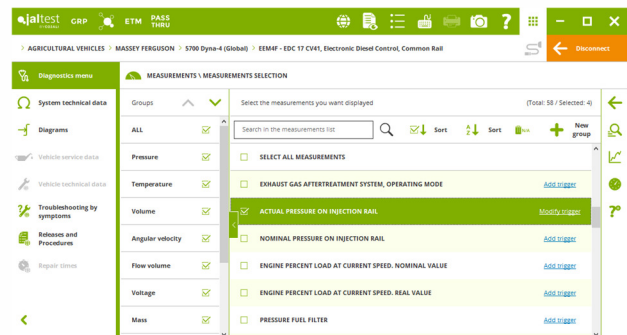 jaltest GRP ETM PASS THRU
AGRICULTURAL VEHICLES > MASSEY FERGUSON > 5700 Dyna-4 (Global) > EEM4F - EDC 17 CV41, Electronic Diesel Control, Common Rail
Disconnect
Diagnostics menu
MEASUREMENTS \ MEASUREMENTS SELECTION
System technical data
Groups
Select the measurements you want displayed
(Total: 58 / Selected: 4)
Diagrams
ALL
Search in the measurements list
Sort
Sort
New group
Vehicle service data
Pressure
SELECT ALL MEASUREMENTS
Vehicle technical data
Temperature
EXHAUST GAS AFTERTREATMENT SYSTEM, OPERATING MODE
Add trigger
Troubleshooting by symptoms
Volume
ACTUAL PRESSURE ON INJECTION RAIL
Modify trigger
Releases and Procedures
Angular velocity
NOMINAL PRESSURE ON INJECTION RAIL
Add trigger
Repair times
Flow volume
ENGINE PERCENT LOAD AT CURRENT SPEED. NOMINAL VALUE
Add trigger
Voltage
ENGINE PERCENT LOAD AT CURRENT SPEED. REAL VALUE
Add trigger
Mass
PRESSURE FUEL FILTER
Add trigger